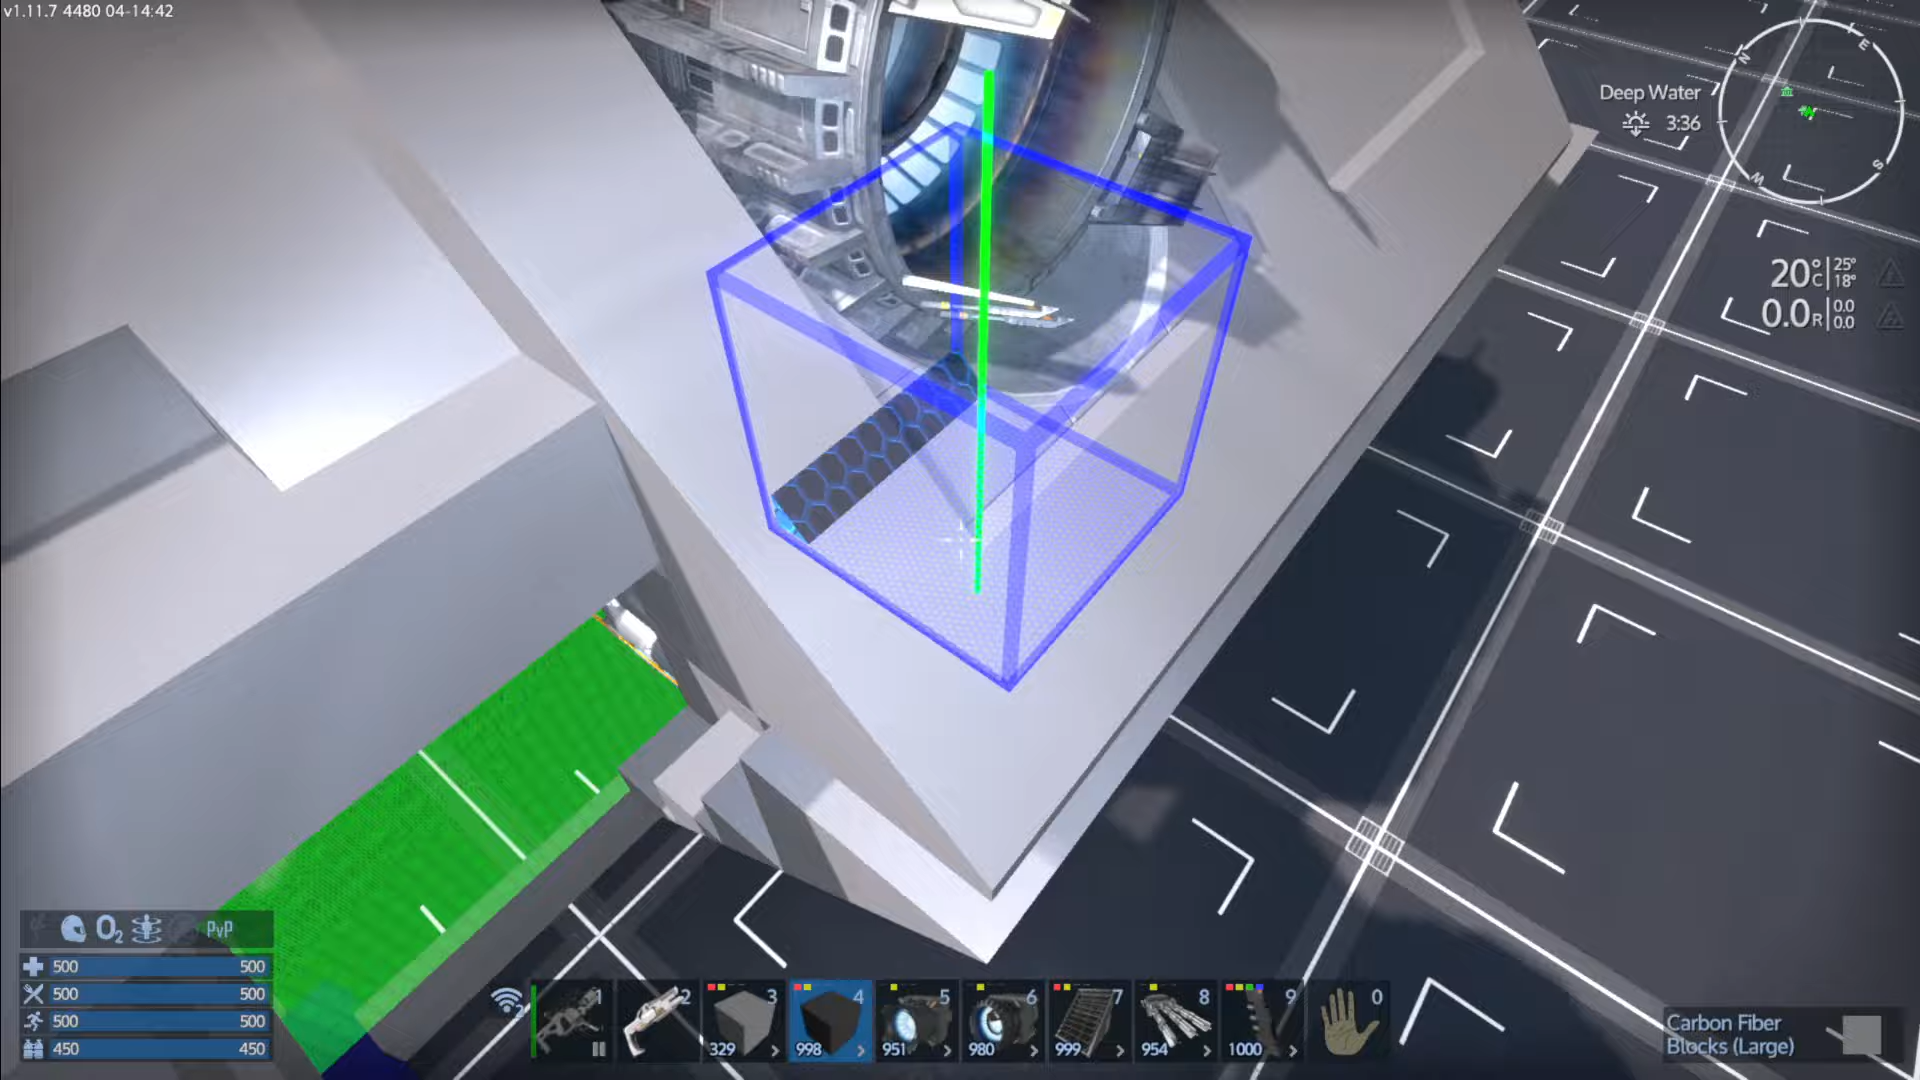 v1.11.7 4480 04-14:42
N
E
S
W
Deep Water
3:36
20°C 25° 18°
0.0R 0.0 0.0
O2 PvP
500 500
500 500
500 500
450 450
1
2
3 329
4 998
5 951
6 980
7 999
8 954
9 1000
0
Carbon Fiber
Blocks (Large)